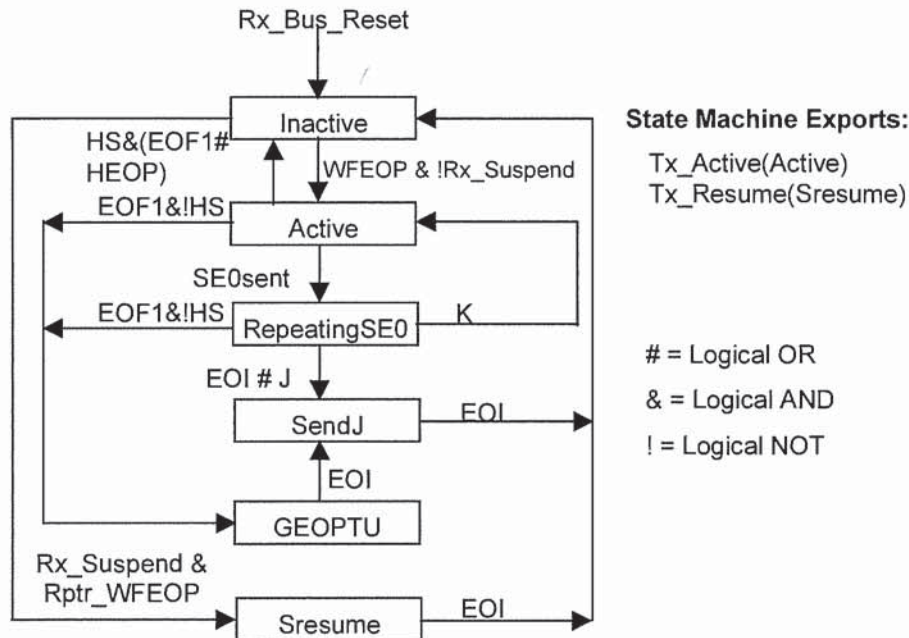 Rx_Bus_Reset
Inactive
HS&(EOF1#
HEOP)
WFEOP & !Rx_Suspend
EOF1&!HS
Active
SE0sent
EOF1&!HS
RepeatingSE0
K
EOI # J
SendJ
EOI
EOI
GEOPTU
Rx_Suspend &
Rptr_WFEOP
Sresume
EOI
State Machine Exports:
Tx_Active(Active)
Tx_Resume(Sresume)
# = Logical OR
& = Logical AND
! = Logical NOT